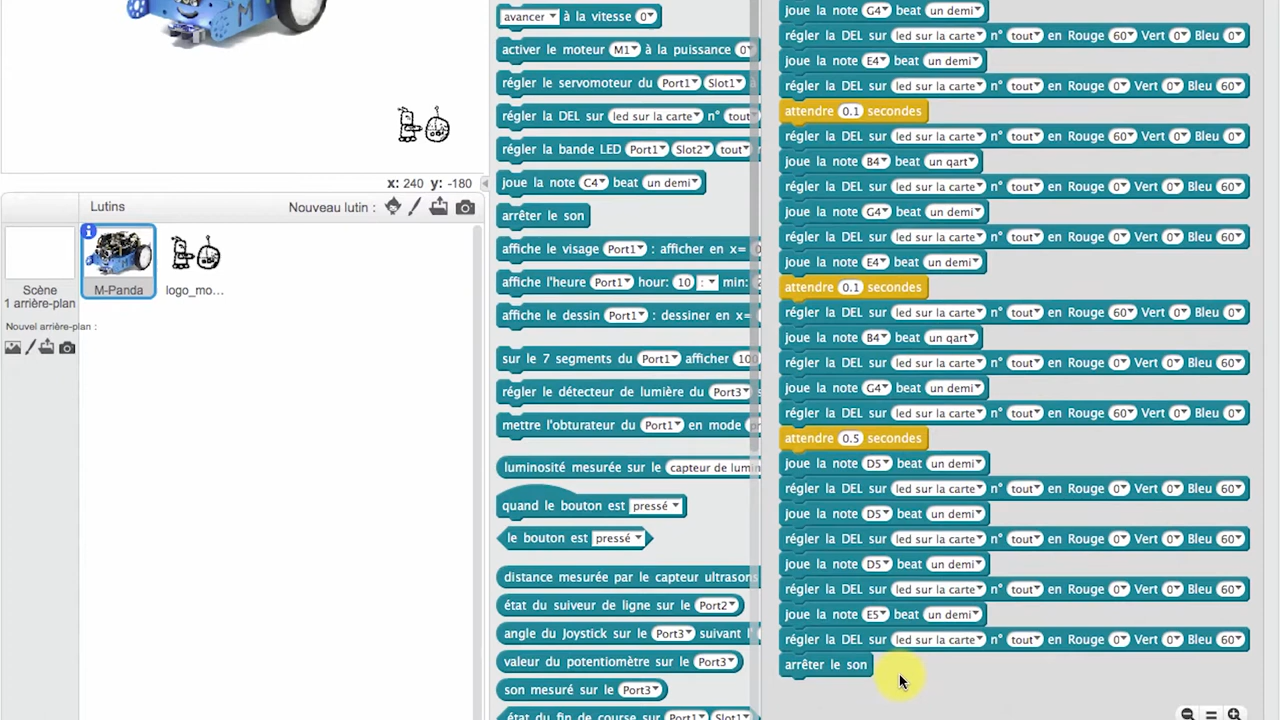 x: 240 y: -180
Lutins
Nouveau lutin :
M-Panda
logo_mo...
Scène
1 arrière-plan
Nouvel arrière-plan :
avancer à la vitesse 0
activer le moteur M1 à la puissance 0
régler le servomoteur du Port1 Slot1
régler la DEL sur led sur la carte n° tout
régler la bande LED Port1 Slot2 tout
joue la note C4 beat un demi
arrêter le son
affiche le visage Port1 : afficher en x=
affiche l'heure Port1 hour: 10 : min:
affiche le dessin Port1 : dessiner en x=
sur le 7 segments du Port1 afficher 100
régler le détecteur de lumière du Port3
mettre l'obturateur du Port1 en mode
luminosité mesurée sur le capteur de lumin
quand le bouton est pressé
le bouton est pressé
distance mesurée par le capteur ultrason
état du suiveur de ligne sur le Port2
angle du Joystick sur le Port3 suivant l
valeur du potentiomètre sur le Port3
son mesuré sur le Port3
état du fin de course sur Port1 Slot1
joue la note G4 beat un demi
régler la DEL sur led sur la carte n° tout en Rouge 60 Vert 0 Bleu 0
joue la note E4 beat un demi
régler la DEL sur led sur la carte n° tout en Rouge 0 Vert 0 Bleu 60
attendre 0.1 secondes
régler la DEL sur led sur la carte n° tout en Rouge 60 Vert 0 Bleu 0
joue la note B4 beat un qart
régler la DEL sur led sur la carte n° tout en Rouge 0 Vert 0 Bleu 60
joue la note G4 beat un demi
régler la DEL sur led sur la carte n° tout en Rouge 0 Vert 0 Bleu 60
joue la note E4 beat un demi
attendre 0.1 secondes
régler la DEL sur led sur la carte n° tout en Rouge 60 Vert 0 Bleu 0
joue la note B4 beat un qart
régler la DEL sur led sur la carte n° tout en Rouge 0 Vert 0 Bleu 60
joue la note G4 beat un demi
régler la DEL sur led sur la carte n° tout en Rouge 60 Vert 0 Bleu 0
attendre 0.5 secondes
joue la note D5 beat un demi
régler la DEL sur led sur la carte n° tout en Rouge 0 Vert 0 Bleu 60
joue la note D5 beat un demi
régler la DEL sur led sur la carte n° tout en Rouge 0 Vert 0 Bleu 60
joue la note D5 beat un demi
régler la DEL sur led sur la carte n° tout en Rouge 0 Vert 0 Bleu 60
joue la note E5 beat un demi
régler la DEL sur led sur la carte n° tout en Rouge 0 Vert 0 Bleu 60
arrêter le son